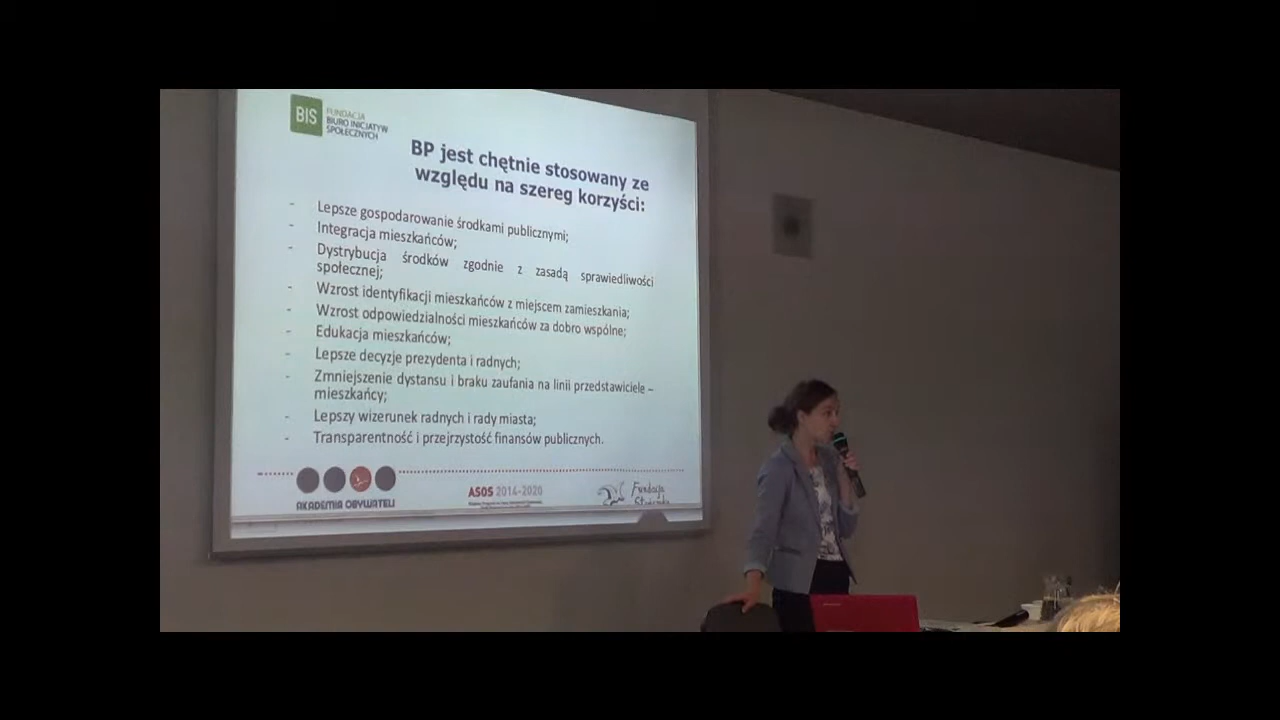 BIS
FUNDACJA
BIURO INICJATYW
SPOŁECZNYCH
BP jest chętnie stosowany ze
względu na szereg korzyści:
- Lepsze gospodarowanie środkami publicznymi;
- Integracja mieszkańców;
- Dystrybucja środków zgodnie z zasadą sprawiedliwości
społecznej;
- Wzrost identyfikacji mieszkańców z miejscem zamieszkania;
- Wzrost odpowiedzialności mieszkańców za dobro wspólne;
- Edukacja mieszkańców;
- Lepsze decyzje prezydenta i radnych;
- Zmniejszenie dystansu i braku zaufania na linii przedstawiciele –
mieszkańcy;
- Lepszy wizerunek radnych i rady miasta;
- Transparentność i przejrzystość finansów publicznych.
AKADEMIA OBYWATELI
ASOS 2014-2020
Fundacja